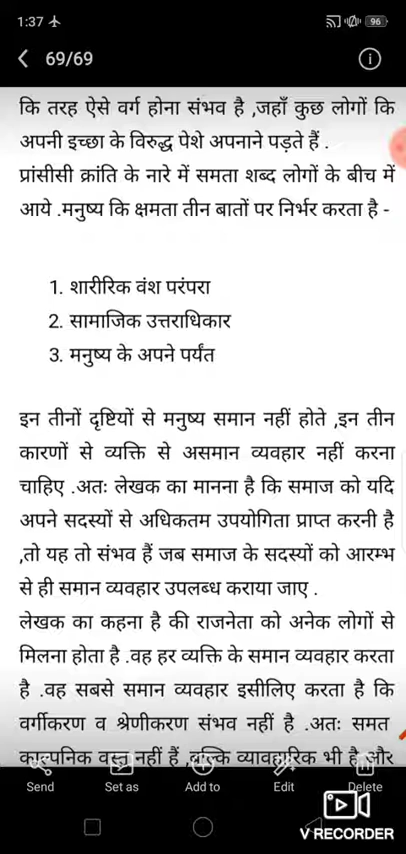 1:37
96
69/69
कि तरह ऐसे वर्ग होना संभव है ,जहाँ कुछ लोगों कि
अपनी इच्छा के विरुद्ध पेशे अपनाने पड़ते हैं .
प्रांसीसी क्रांति के नारे में समता शब्द लोगों के बीच में
आये .मनुष्य कि क्षमता तीन बातों पर निर्भर करता है -
1. शारीरिक वंश परंपरा
2. सामाजिक उत्तराधिकार
3. मनुष्य के अपने पर्यंत
इन तीनों दृष्टियों से मनुष्य समान नहीं होते ,इन तीन
कारणों से व्यक्ति से असमान व्यवहार नहीं करना
चाहिए .अतः लेखक का मानना है कि समाज को यदि
अपने सदस्यों से अधिकतम उपयोगिता प्राप्त करनी है
,तो यह तो संभव हैं जब समाज के सदस्यों को आरम्भ
से ही समान व्यवहार उपलब्ध कराया जाए .
लेखक का कहना है की राजनेता को अनेक लोगों से
मिलना होता है .वह हर व्यक्ति के समान व्यवहार करता
है .वह सबसे समान व्यवहार इसीलिए करता है कि
वर्गीकरण व श्रेणीकरण संभव नहीं है .अतः समत
काल्पनिक वस्तु नहीं हैं ,बल्कि व्यावहारिक भी है और
Send Set as Add to Edit Delete
V RECORDER